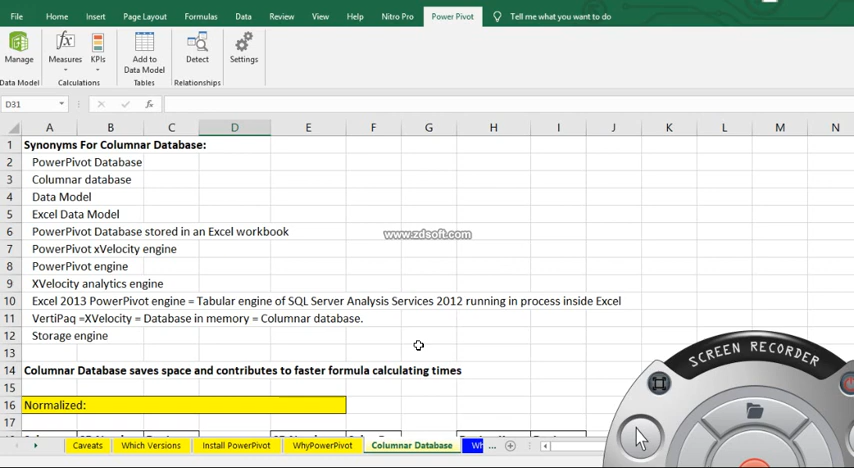 File Home Insert Page Layout Formulas Data Review View Help Nitro Pro Power Pivot Tell me what you want to do
Manage Measures KPIs Add to Data Model Detect Settings
Data Model Calculations Tables Relationships
D31 fx
A B C D E F G H I J K L M N
1 Synonyms For Columnar Database:
2 PowerPivot Database
3 Columnar database
4 Data Model
5 Excel Data Model
6 PowerPivot Database stored in an Excel workbook
www.zdsoft.com
7 PowerPivot xVelocity engine
8 PowerPivot engine
9 XVelocity analytics engine
10 Excel 2013 PowerPivot engine = Tabular engine of SQL Server Analysis Services 2012 running in process inside Excel
11 VertiPaq =XVelocity = Database in memory = Columnar database.
12 Storage engine
13
14 Columnar Database saves space and contributes to faster formula calculating times
15
16 Normalized:
17
SCREEN RECORDER
Caveats Which Versions Install PowerPivot WhyPowerPivot Columnar Database Wh ...